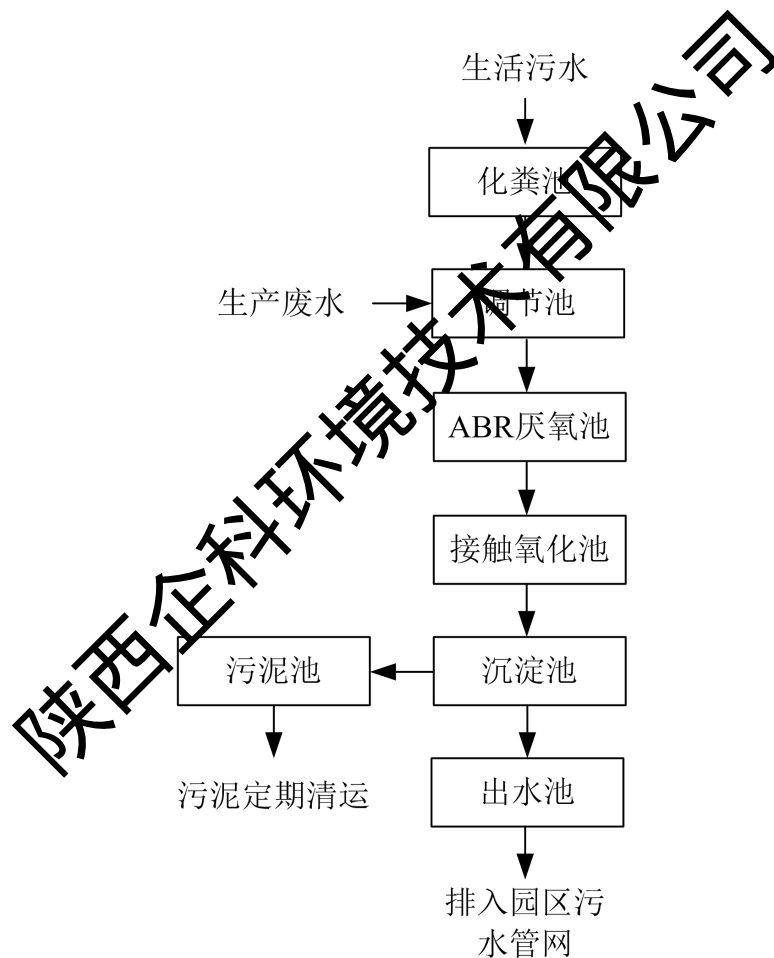 生活污水
化粪池
生产废水
调节池
ABR厌氧池
接触氧化池
污泥池
沉淀池
污泥定期清运
出水池
排入园区污
水管网
陕西企科环境技术有限公司